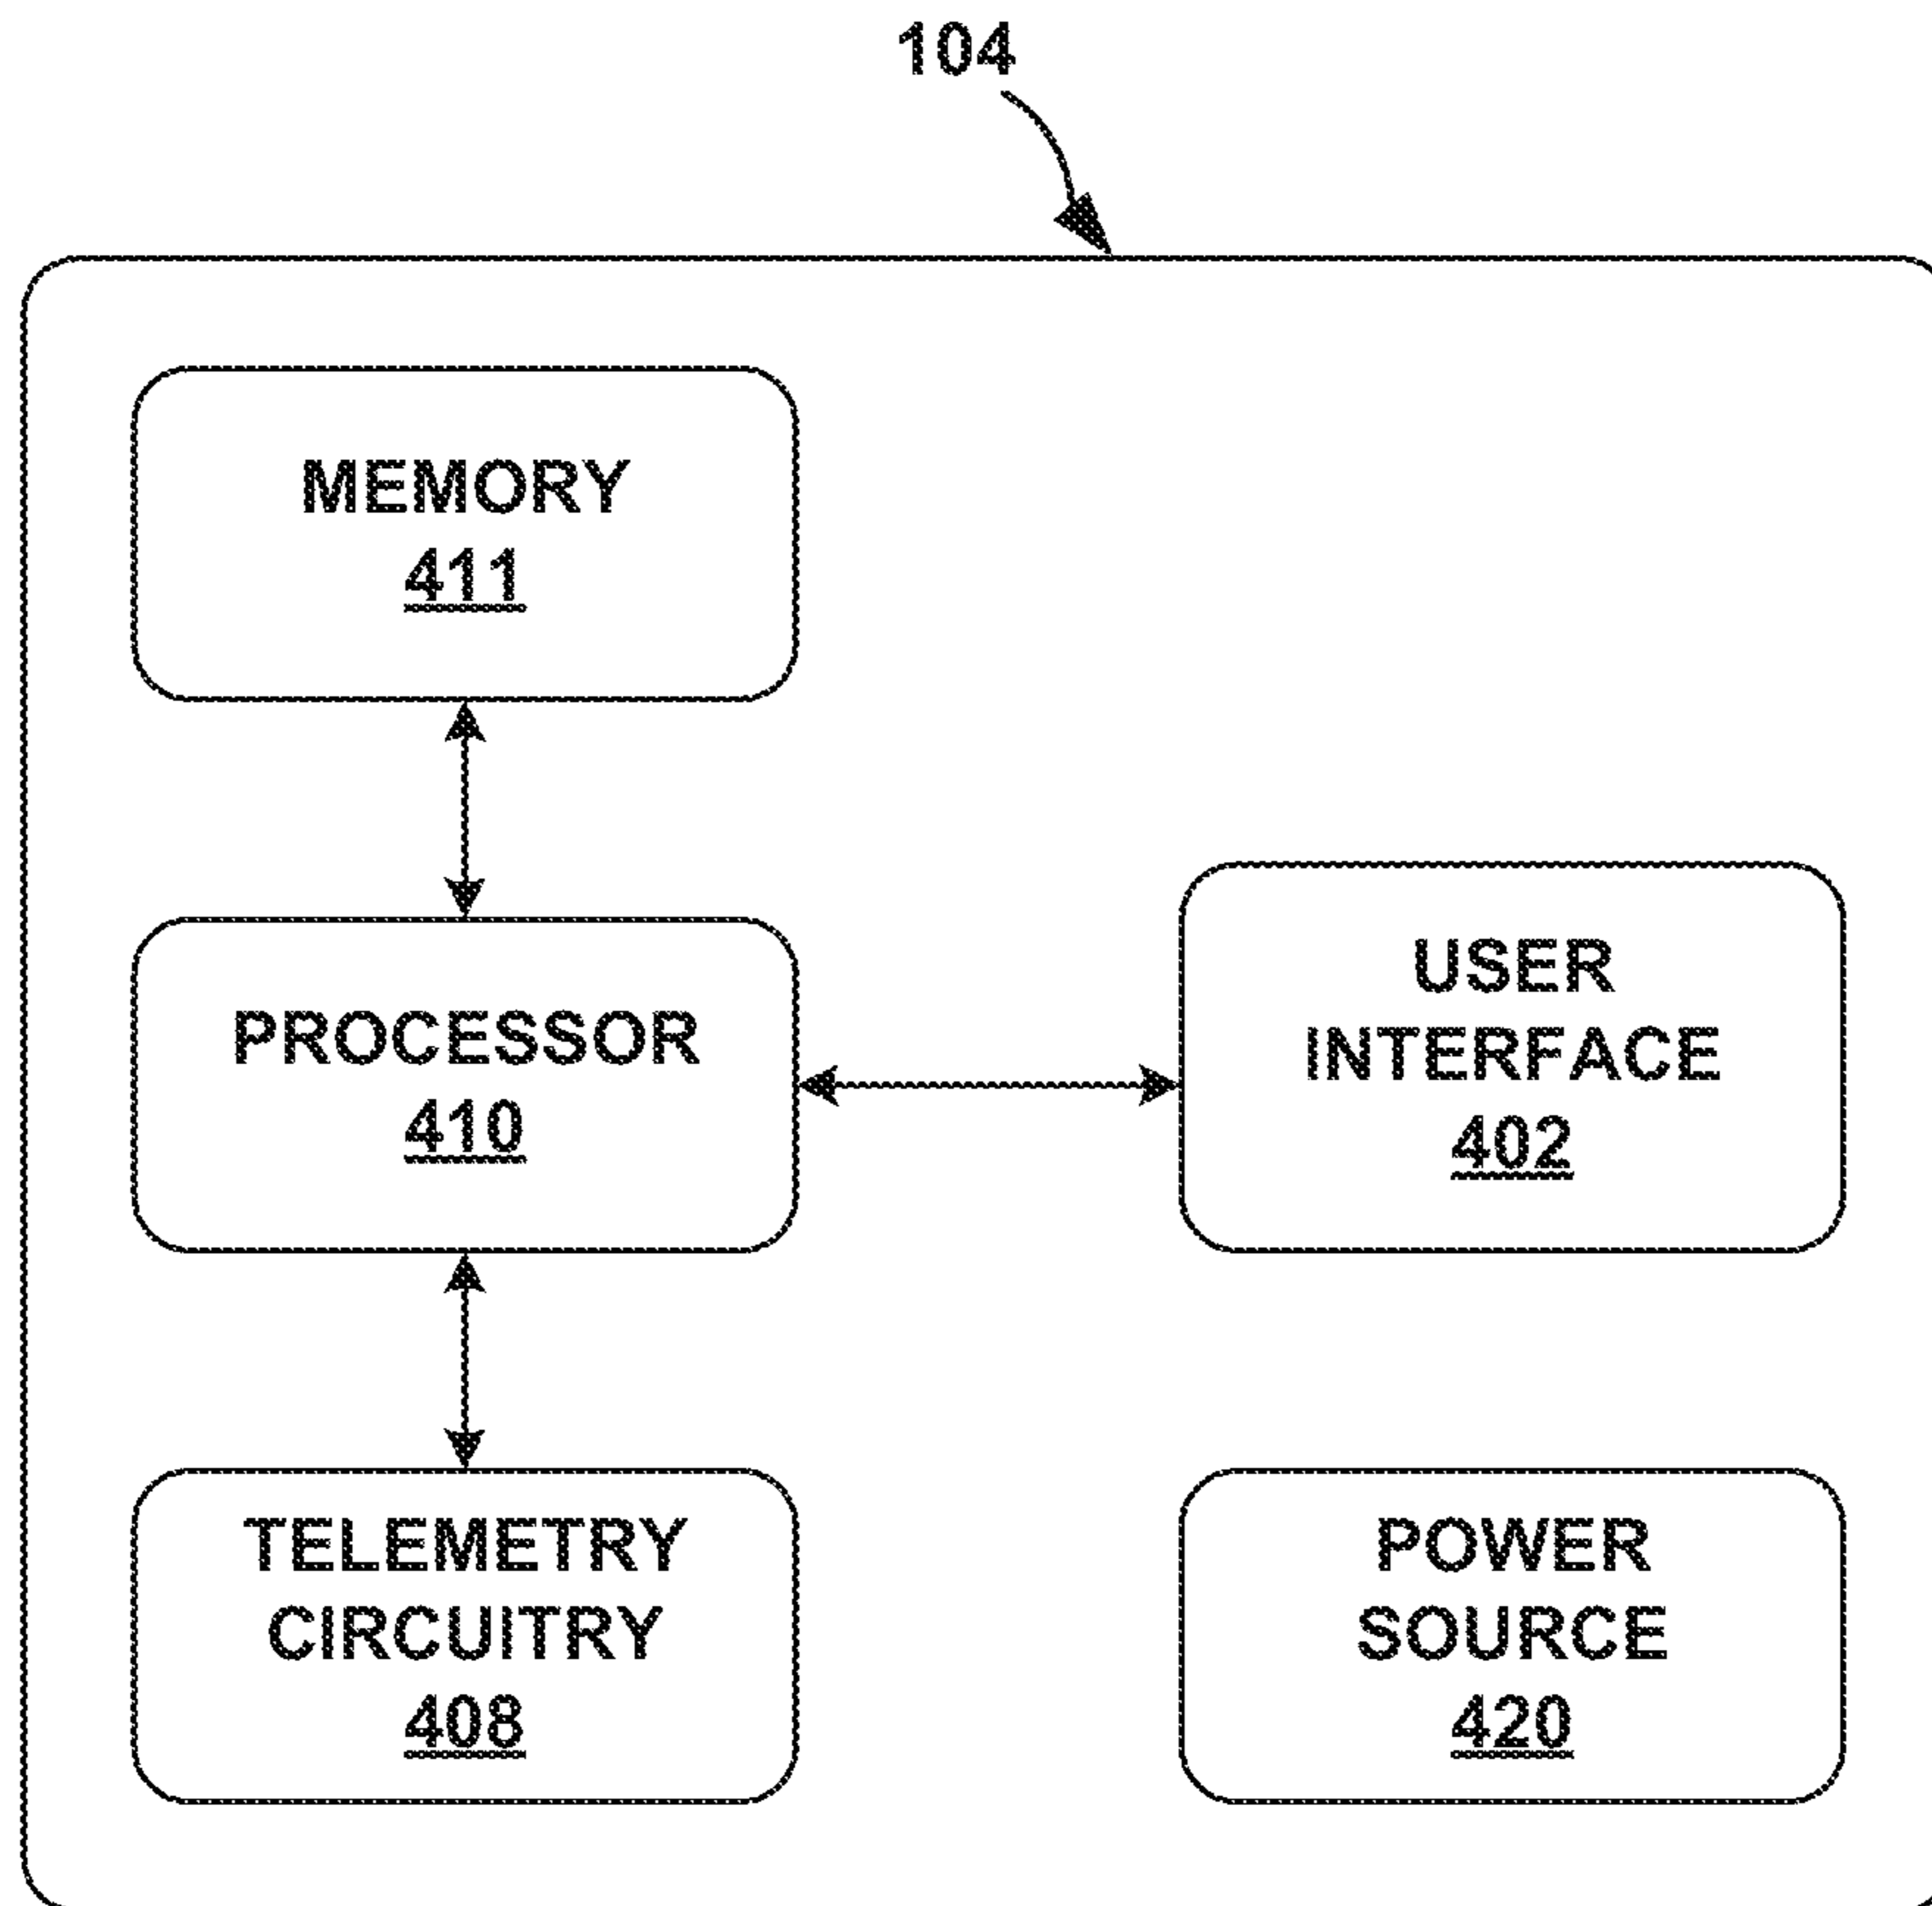 104
MEMORY
411
PROCESSOR
410
USER
INTERFACE
402
TELEMETRY
CIRCUITRY
408
POWER
SOURCE
420